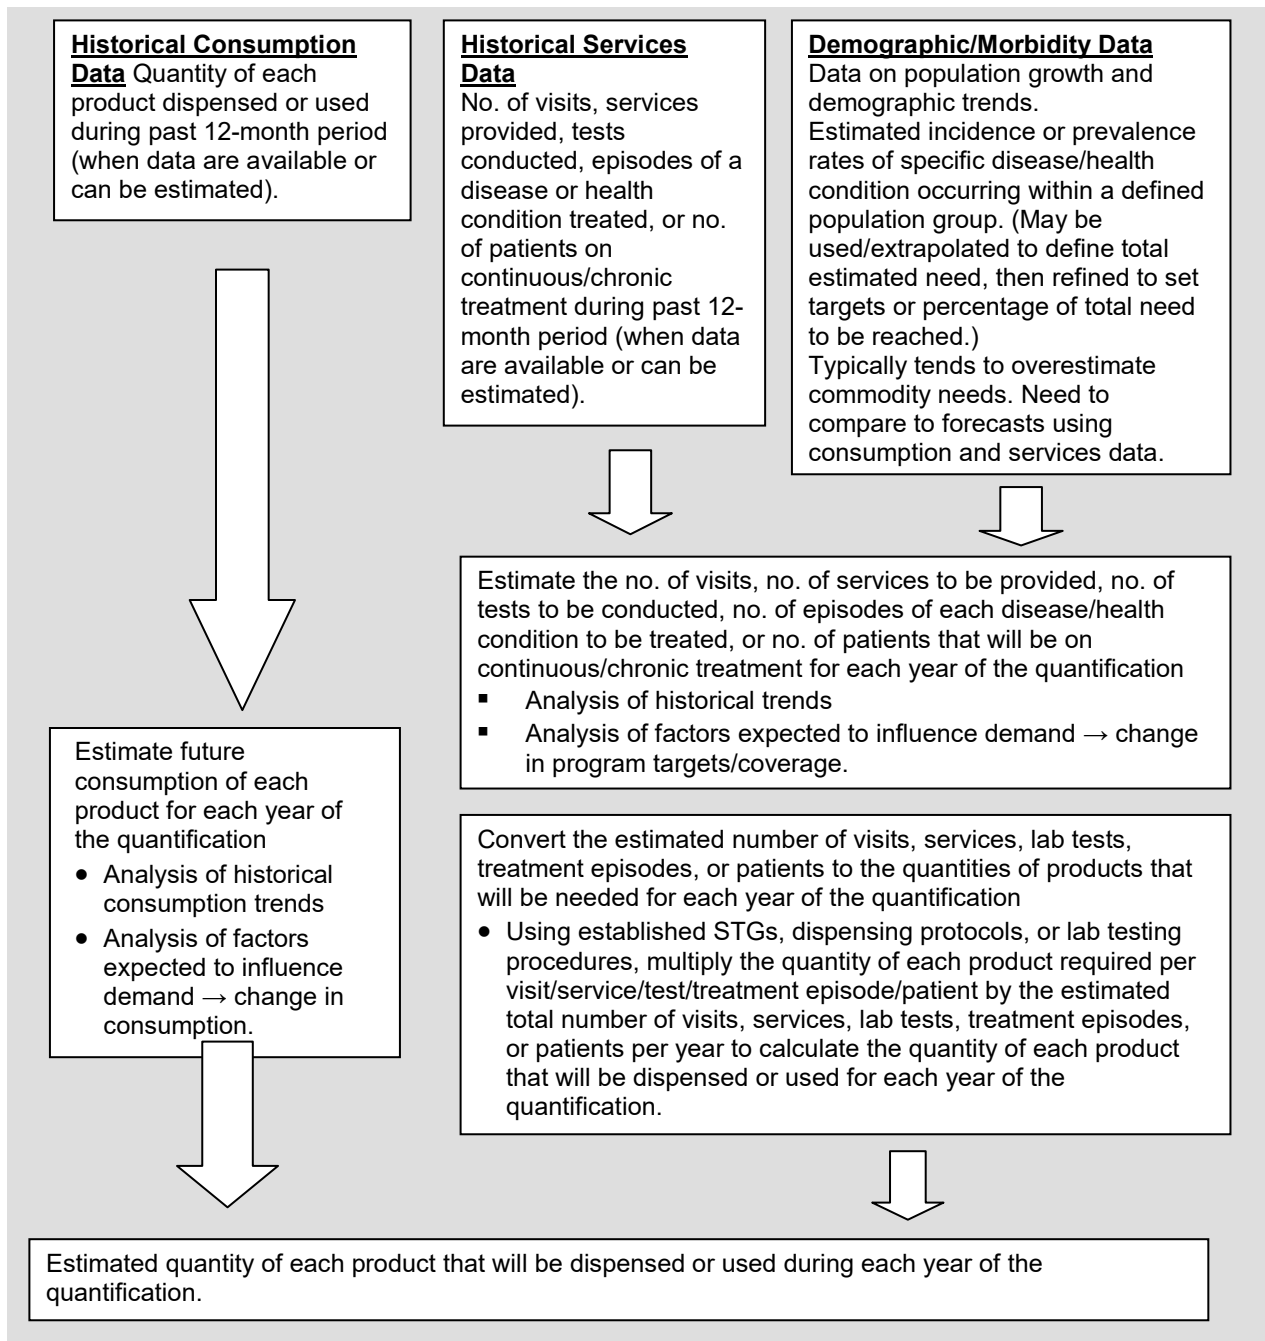 Historical Consumption
Data Quantity of each
product dispensed or used
during past 12-month period
(when data are available or
can be estimated).
Historical Services
Data
No. of visits, services
provided, tests
conducted, episodes of a
disease or health
condition treated, or no.
of patients on
continuous/chronic
treatment during past 12-
month period (when data
are available or can be
estimated).
Demographic/Morbidity Data
Data on population growth and
demographic trends.
Estimated incidence or prevalence
rates of specific disease/health
condition occurring within a defined
population group. (May be
used/extrapolated to define total
estimated need, then refined to set
targets or percentage of total need
to be reached.)
Typically tends to overestimate
commodity needs. Need to
compare to forecasts using
consumption and services data.
Estimate the no. of visits, no. of services to be provided, no. of
tests to be conducted, no. of episodes of each disease/health
condition to be treated, or no. of patients that will be on
continuous/chronic treatment for each year of the quantification
▪ Analysis of historical trends
▪ Analysis of factors expected to influence demand → change
in program targets/coverage.
Estimate future
consumption of each
product for each year of
the quantification
• Analysis of historical
consumption trends
• Analysis of factors
expected to influence
demand → change in
consumption.
Convert the estimated number of visits, services, lab tests,
treatment episodes, or patients to the quantities of products that
will be needed for each year of the quantification
• Using established STGs, dispensing protocols, or lab testing
procedures, multiply the quantity of each product required per
visit/service/test/treatment episode/patient by the estimated
total number of visits, services, lab tests, treatment episodes,
or patients per year to calculate the quantity of each product
that will be dispensed or used for each year of the
quantification.
Estimated quantity of each product that will be dispensed or used during each year of the
quantification.